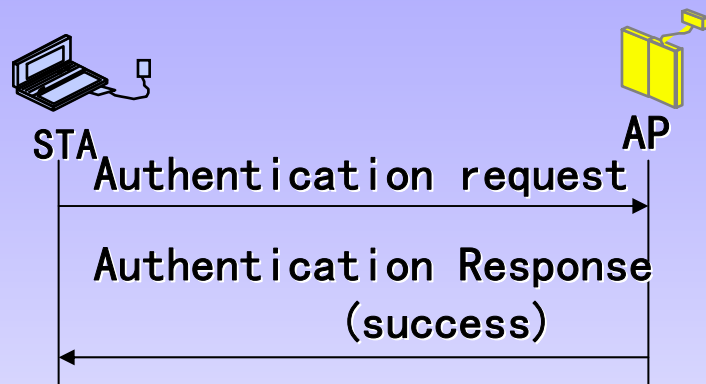 STA
AP
Authentication request
Authentication Response
(success)